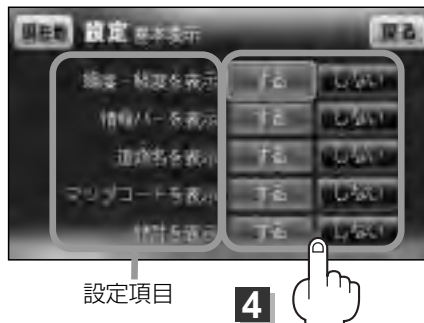 現在地 設定 基本表示 戻る
経度・緯度を表示 する しない
情報バーを表示 する しない
道路名を表示 する しない
マップコードを表示 する しない
時計を表示 する しない
設定項目
4